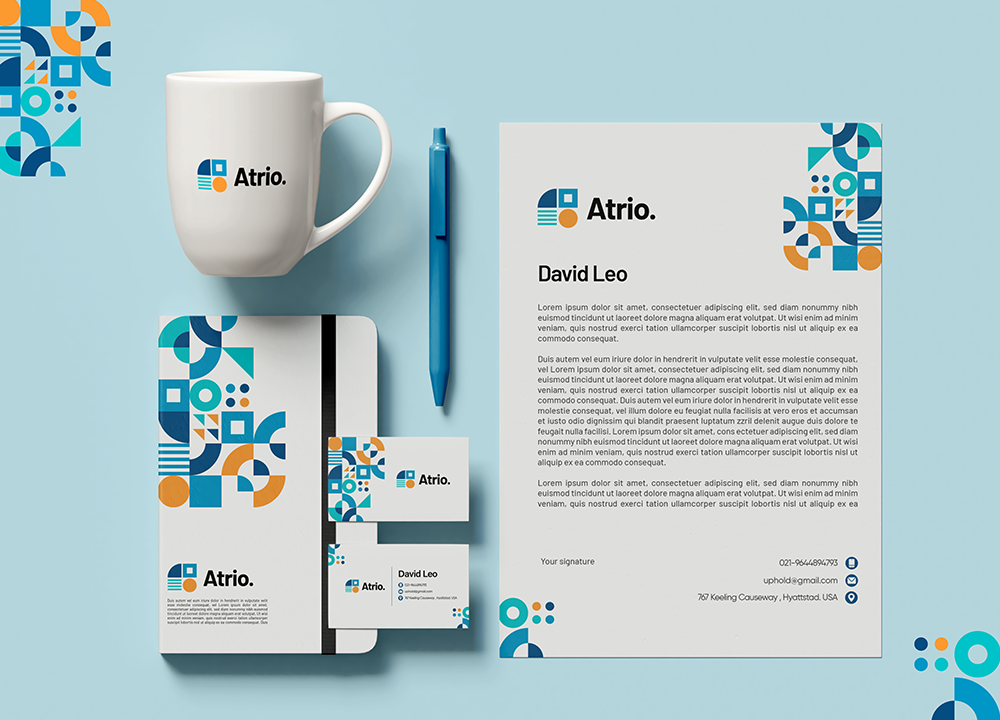 Atrio.
Atrio.
David Leo
Lorem ipsum dolor sit amet, consectetuer adipiscing elit, sed diam nonummy nibh
euismod tincidunt ut laoreet dolore magna aliquam erat volutpat. Ut wisi enim ad minim
veniam, quis nostrud exerci tation ullamcorper suscipit lobortis nisl ut aliquip ex ea
commodo consequat.
Duis autem vel eum iriure dolor in hendrerit in vulputate velit esse molestie consequat,
vel Lorem ipsum dolor sit amet, consectetuer adipiscing elit, sed diam nonummy nibh
euismod tincidunt ut laoreet dolore magna aliquam erat volutpat. Ut wisi enim ad minim
veniam, quis nostrud exerci tation ullamcorper suscipit lobortis nisl ut aliquip ex ea
commodo consequat. Duis autem vel eum iriure dolor in hendrerit in vulputate velit esse
molestie consequat, vel illum dolore eu feugiat nulla facilisis at vero eros et accumsan
et iusto odio dignissim qui blandit praesent luptatum zzril delenit augue duis dolore te
feugait nulla facilisi. Lorem ipsum dolor sit amet, cons ectetuer adipiscing elit, sed diam
nonummy nibh euismod tincidunt ut laoreet dolore magna aliquam erat volutpat. Ut wisi
enim ad minim veniam, quis nostrud exerci tation ullamcorper suscipit lobortis nisl ut
aliquip ex ea commodo consequat.
Lorem ipsum dolor sit amet, consectetuer adipiscing elit, sed diam nonummy nibh
euismod tincidunt ut laoreet dolore magna aliquam erat volutpat. Ut wisi enim ad minim
veniam, quis nostrud exerci tation ullamcorper suscipit lobortis nisl ut aliquip ex ea
Your signature
021-9644894793
uphold@gmail.com
767 Keeling Causeway , Hyattstad. USA
Atrio.
Atrio.
Atrio.
David Leo
021-9644894793
uphold@gmail.com
767 Keeling Causeway , Hyattstad. USA